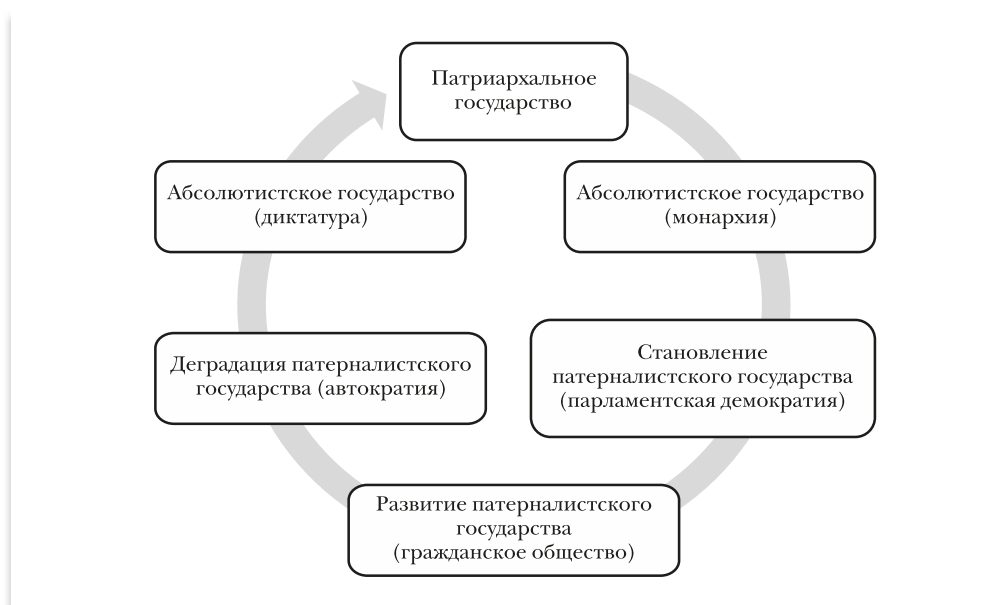 Патриархальное
государство
Абсолютистское государство
(монархия)
Становление
патерналистского государства
(парламентская демократия)
Развитие патерналистского
государства
(гражданское общество)
Деградация патерналистского
государства (автократия)
Абсолютистское государство
(диктатура)